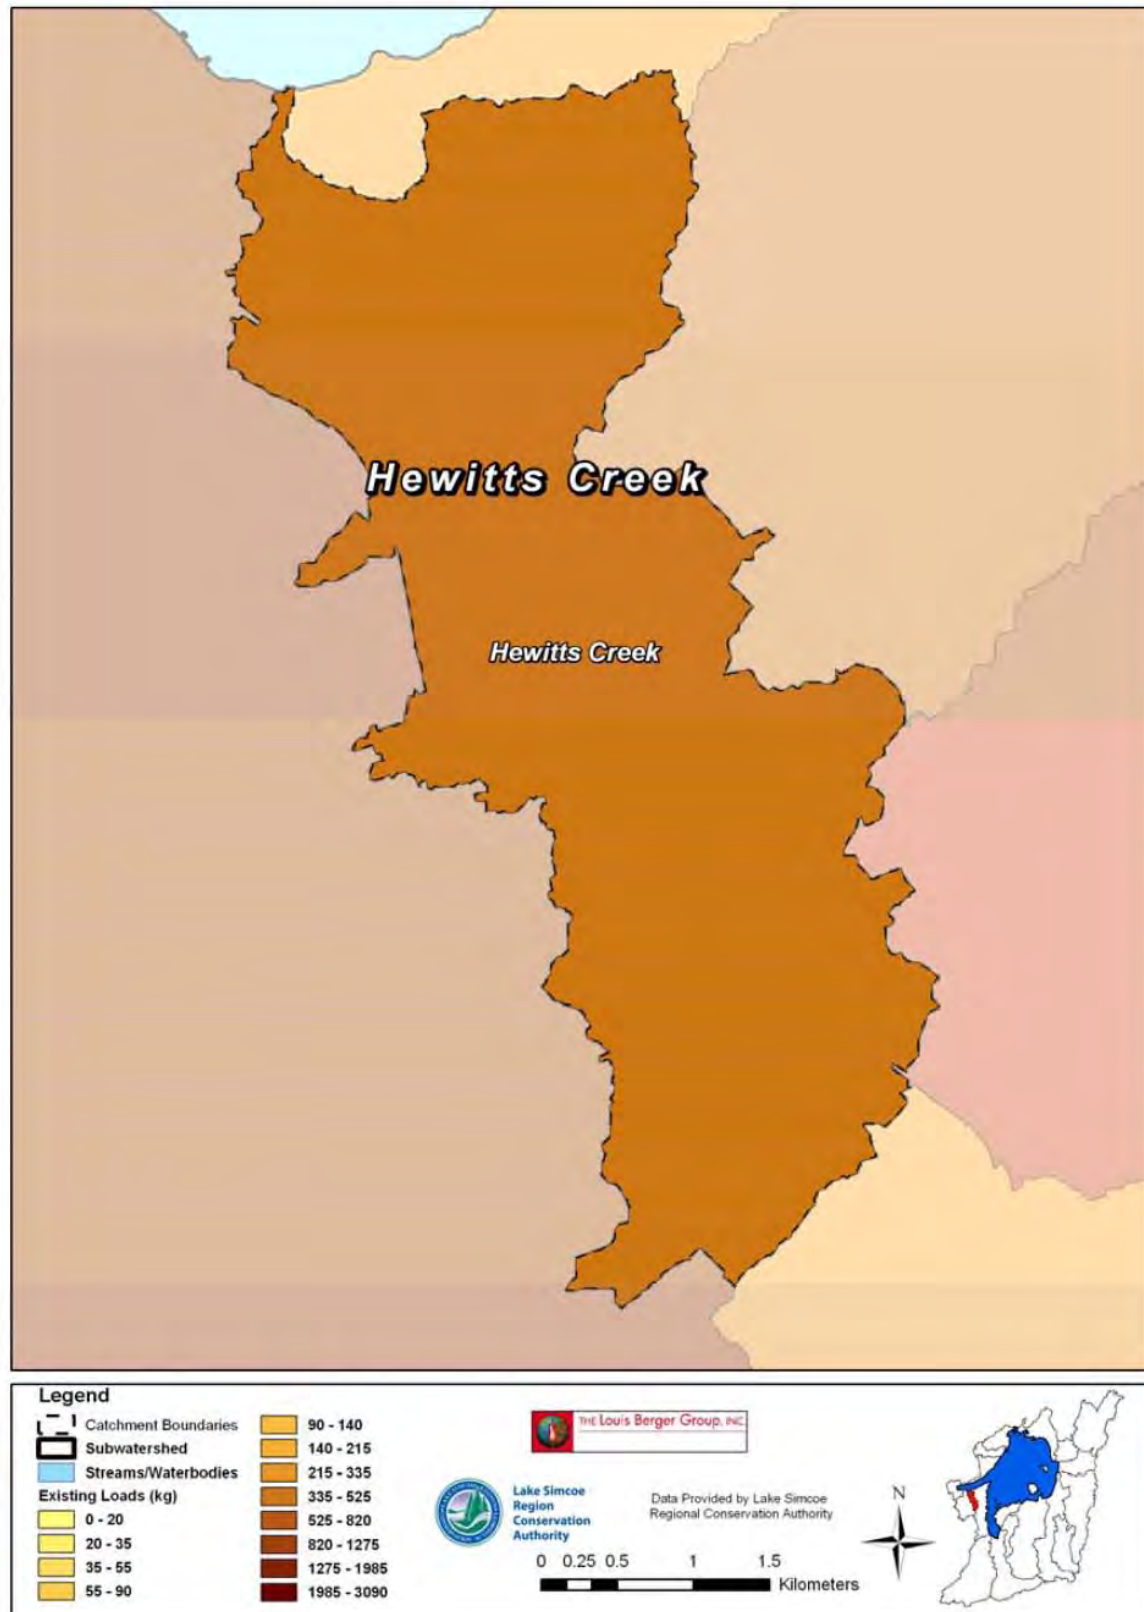 Hewitts Creek
Hewitts Creek
Legend
Catchment Boundaries
Subwatershed
Streams/Waterbodies
Existing Loads (kg)
0 - 20
20 - 35
35 - 55
55 - 90
90 - 140
140 - 215
215 - 335
335 - 525
525 - 820
820 - 1275
1275 - 1985
1985 - 3090
THE Louis Berger Group, INC.
Lake Simcoe
Region
Conservation
Authority
Data Provided by Lake Simcoe
Regional Conservation Authority
0 0.25 0.5 1 1.5
Kilometers
N